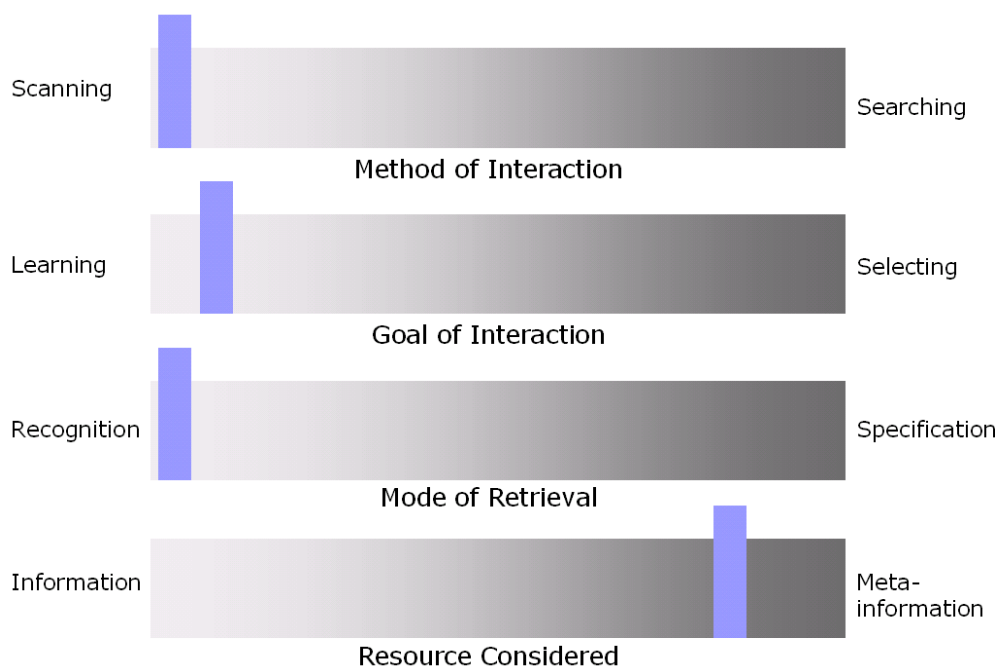 Scanning
Searching
Method of Interaction
Learning
Selecting
Goal of Interaction
Recognition
Specification
Mode of Retrieval
Information
Meta-
information
Resource Considered